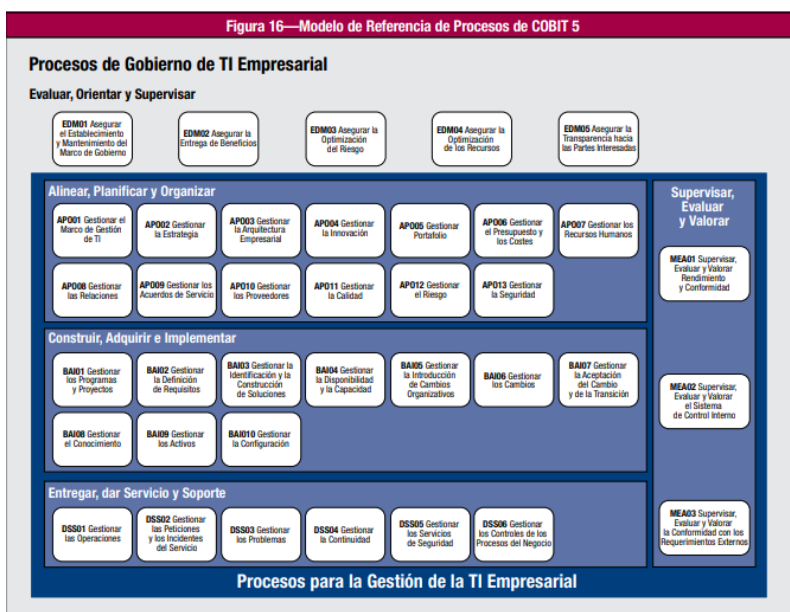 Figura 16—Modelo de Referencia de Procesos de COBIT 5
Procesos de Gobierno de TI Empresarial
Evaluar, Orientar y Supervisar
EDM01 Asegurar
el Establecimiento
y Mantenimiento del
Marco de Gobierno
EDM02 Asegurar la
Entrega de Beneficios
EDM03 Asegurar la
Optimización
del Riesgo
EDM04 Asegurar la
Optimización
de los Recursos
EDM05 Asegurar la
Transparencia hacia
las Partes Interesadas
Alinear, Planificar y Organizar
APO01 Gestionar el
Marco de Gestión
de TI
APO02 Gestionar
la Estrategia
APO03 Gestionar
la Arquitectura
Empresarial
APO04 Gestionar
la Innovación
APO05 Gestionar
Portafolio
APO06 Gestionar
el Presupuesto y
los Costes
APO07 Gestionar los
Recursos Humanos
APO08 Gestionar
las Relaciones
APO09 Gestionar los
Acuerdos de Servicio
APO10 Gestionar
los Proveedores
APO11 Gestionar
la Calidad
APO12 Gestionar
el Riesgo
APO13 Gestionar
la Seguridad
Construir, Adquirir e Implementar
BAI01 Gestionar
los Programas
y Proyectos
BAI02 Gestionar
la Definición
de Requisitos
BAI03 Gestionar la
Identificación y la
Construcción
de Soluciones
BAI04 Gestionar
la Disponibilidad
y la Capacidad
BAI05 Gestionar
la Introducción
de Cambios
Organizativos
BAI06 Gestionar
los Cambios
BAI07 Gestionar
la Aceptación
del Cambio
y de la Transición
BAI08 Gestionar
el Conocimiento
BAI09 Gestionar
los Activos
BAI010 Gestionar
la Configuración
Entregar, dar Servicio y Soporte
DSS01 Gestionar
las Operaciones
DSS02 Gestionar
las Peticiones
y los Incidentes
del Servicio
DSS03 Gestionar
los Problemas
DSS04 Gestionar
la Continuidad
DSS05 Gestionar
los Servicios
de Seguridad
DSS06 Gestionar
los Controles de los
Procesos del Negocio
Supervisar,
Evaluar
y Valorar
MEA01 Supervisar,
Evaluar y Valorar
Rendimiento
y Conformidad
MEA02 Supervisar,
Evaluar y Valorar
el Sistema
de Control Interno
MEA03 Supervisar,
Evaluar y Valorar
la Conformidad con los
Requerimientos Externos
Procesos para la Gestión de la TI Empresarial